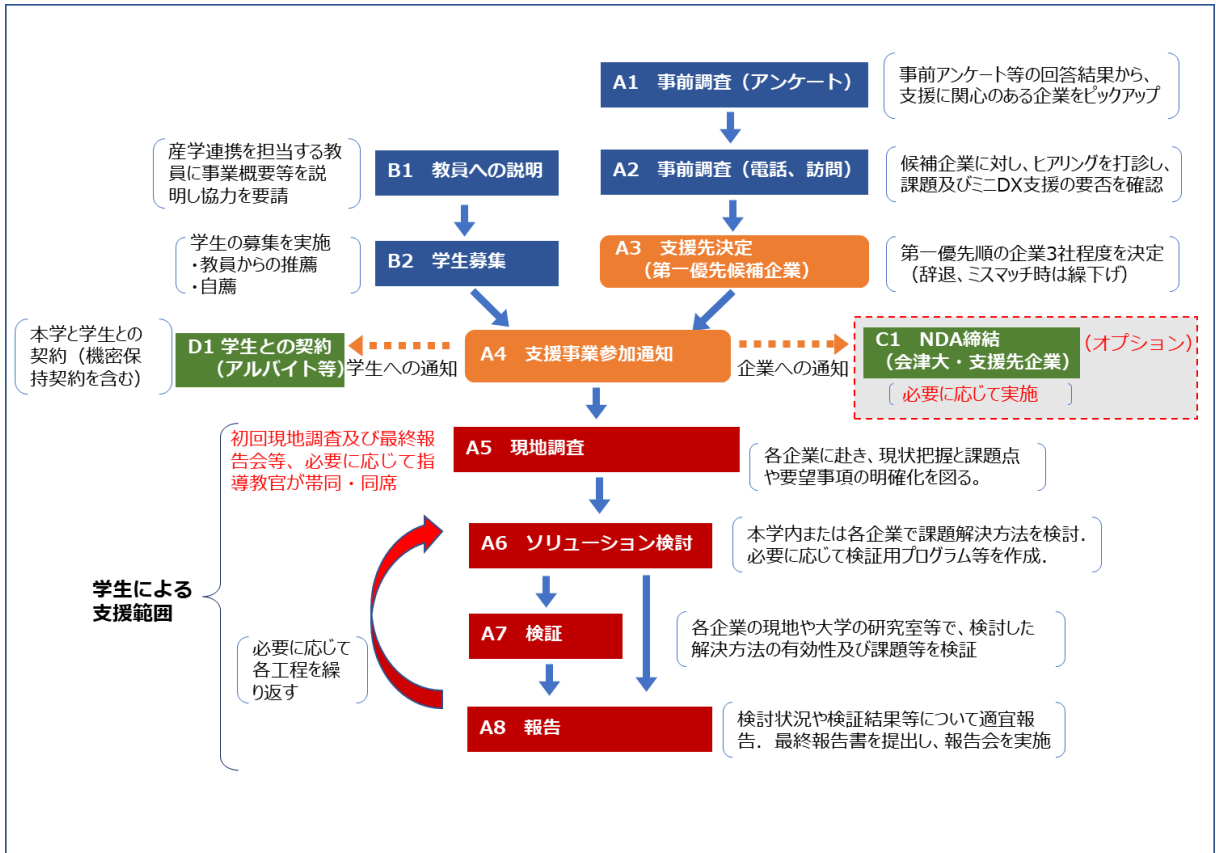 A1 事前調査（アンケート）
事前アンケート等の回答結果から、
支援に関心のある企業をピックアップ
産学連携を担当する教
員に事業概要等を説
明し協力を要請
B1 教員への説明
A2 事前調査（電話、訪問）
候補企業に対し、ヒアリングを打診し、
課題及びミニDX支援の要否を確認
学生の募集を実施
・教員からの推薦
・自薦
B2 学生募集
A3 支援先決定
（第一優先候補企業）
第一優先順の企業3社程度を決定
（辞退、ミスマッチ時は繰下げ）
本学と学生との
契約（機密保
持契約を含む）
D1 学生との契約
（アルバイト等）
学生への通知
A4 支援事業参加通知
企業への通知
C1 NDA締結
（会津大・支援先企業）
（オプション）
必要に応じて実施
初回現地調査及び最終報
告会等、必要に応じて指
導教官が帯同・同席
A5 現地調査
各企業に赴き、現状把握と課題点
や要望事項の明確化を図る。
A6 ソリューション検討
本学内または各企業で課題解決方法を検討．
必要に応じて検証用プログラム等を作成．
学生による
支援範囲
A7 検証
各企業の現地や大学の研究室等で、検討した
解決方法の有効性及び課題等を検証
必要に応じて
各工程を繰
り返す
A8 報告
検討状況や検証結果等について適宜報
告．最終報告書を提出し、報告会を実施